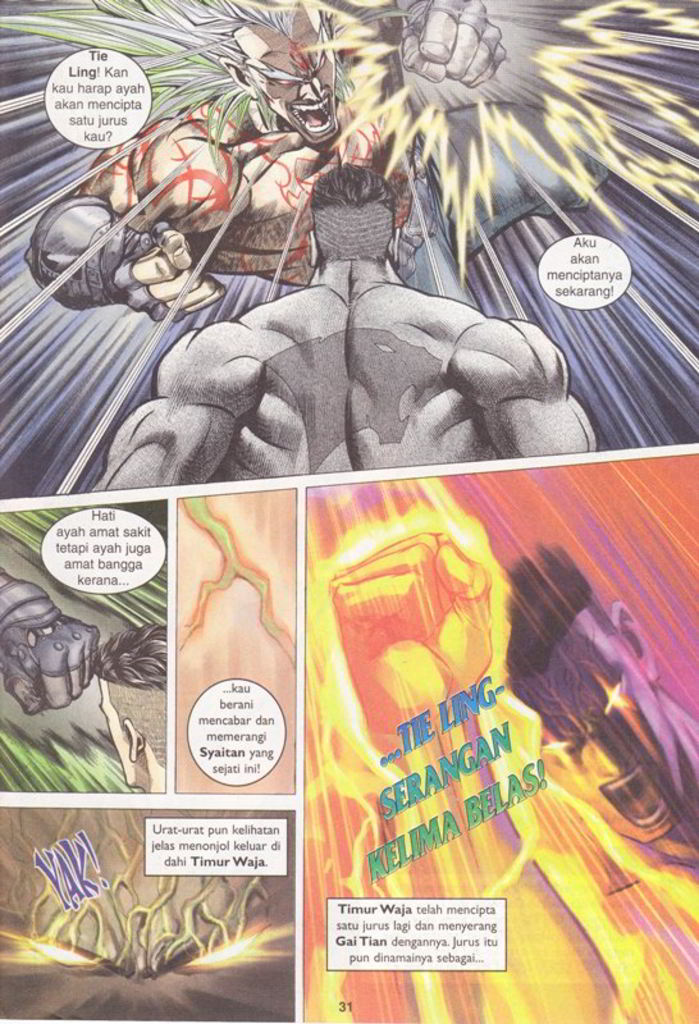 Tie
Ling! Kan
kau harap ayah
akan mencipta
satu jurus
kau?
Aku
akan
menciptanya
sekarang!
Hati
ayah amat sakit
tetapi ayah juga
amat bangga
kerana...
...kau
berani
mencabar dan
memerangi
Syaitan yang
sejati ini!
Urat-urat pun kelihatan
jelas menonjol keluar di
dahi Timur Waja.
YAK!
...TIE LING-
SERANGAN
KELIMA BELAS!
Timur Waja telah mencipta
satu jurus lagi dan menyerang
Gai Tian dengannya. Jurus itu
pun dinamainya sebagai...
31